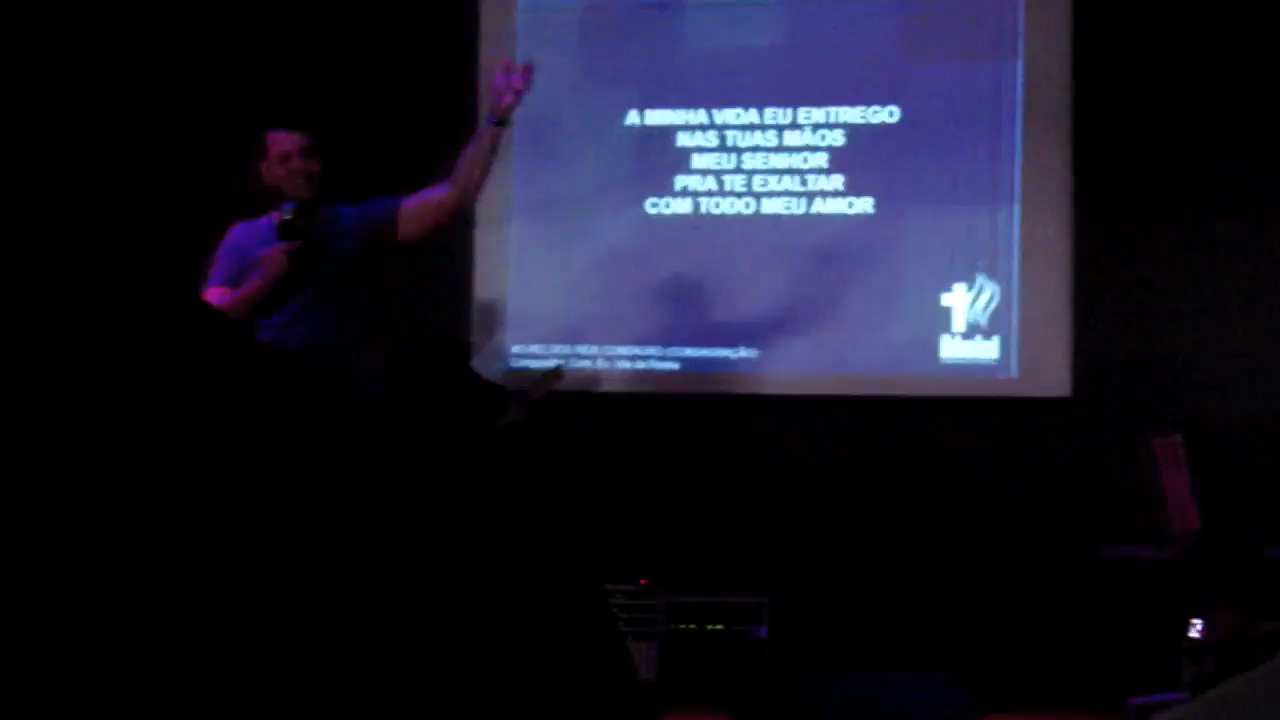 A MINHA VIDA EU ENTREGO
NAS TUAS MÃOS
MEU SENHOR
PRA TE EXALTAR
COM TODO MEU AMOR